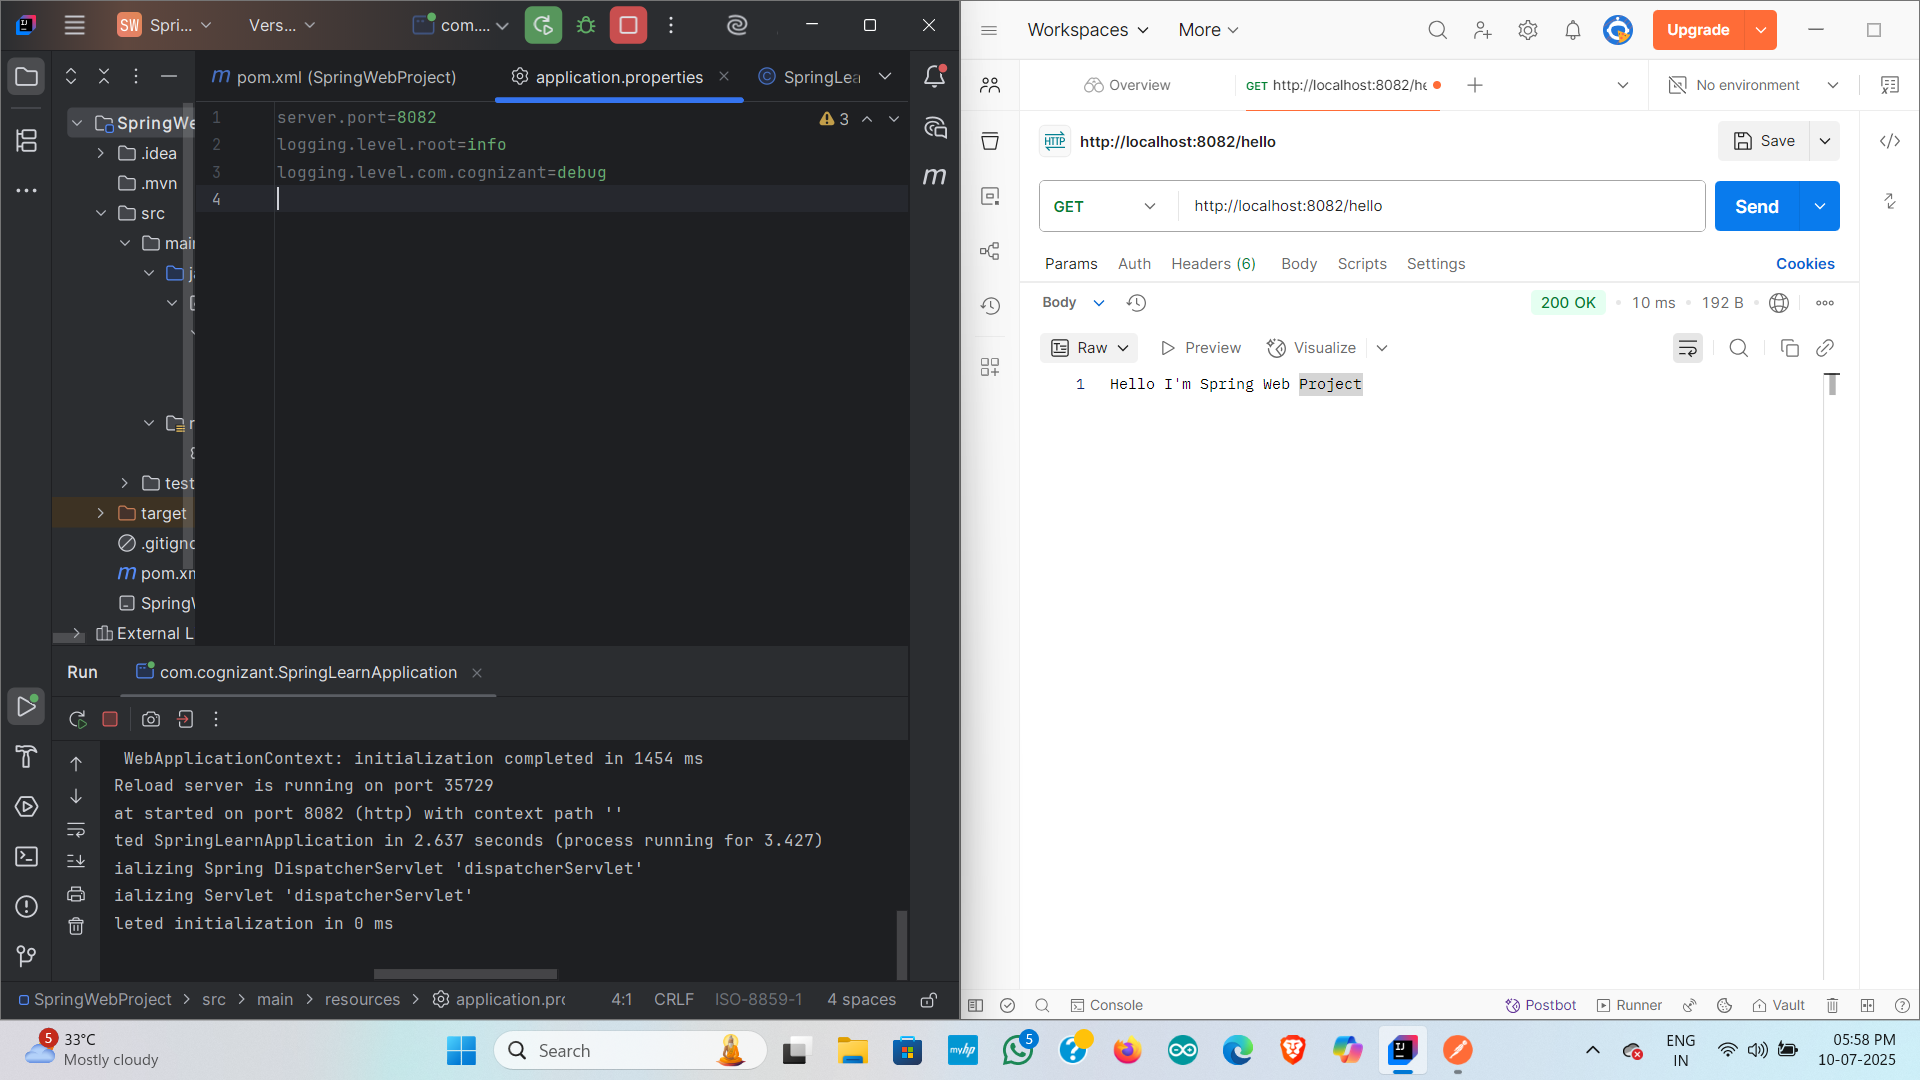 SW Spri... Vers... com....
pom.xml (SpringWebProject) application.properties SpringLea
SpringWe
.idea
.mvn
src
main
test
target
.gitigno
pom.xm
SpringW
External L
1 server.port=8082
2 logging.level.root=info
3 logging.level.com.cognizant=debug
4
3
Run com.cognizant.SpringLearnApplication
WebApplicationContext: initialization completed in 1454 ms
Reload server is running on port 35729
at started on port 8082 (http) with context path ''
ted SpringLearnApplication in 2.637 seconds (process running for 3.427)
ializing Spring DispatcherServlet 'dispatcherServlet'
ializing Servlet 'dispatcherServlet'
leted initialization in 0 ms
SpringWebProject > src > main > resources > application.pro 4:1 CRLF ISO-8859-1 4 spaces
Workspaces More Upgrade
Overview GET http://localhost:8082/he No environment
HTTP http://localhost:8082/hello Save
GET http://localhost:8082/hello Send
Params Auth Headers (6) Body Scripts Settings Cookies
Body 200 OK 10 ms 192 B
Raw Preview Visualize
1 Hello I'm Spring Web Project
Console Postbot Runner Vault
5 33°C
Mostly cloudy
Search
myhp
5
ENG
IN
05:58 PM
10-07-2025